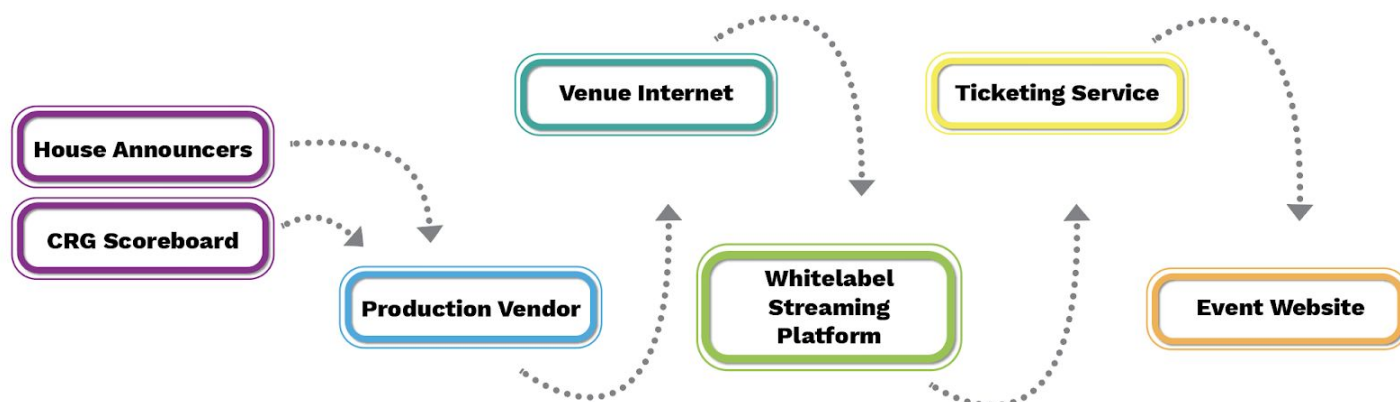 House Announcers
CRG Scoreboard
Production Vendor
Venue Internet
Whitelabel
Streaming
Platform
Ticketing Service
Event Website